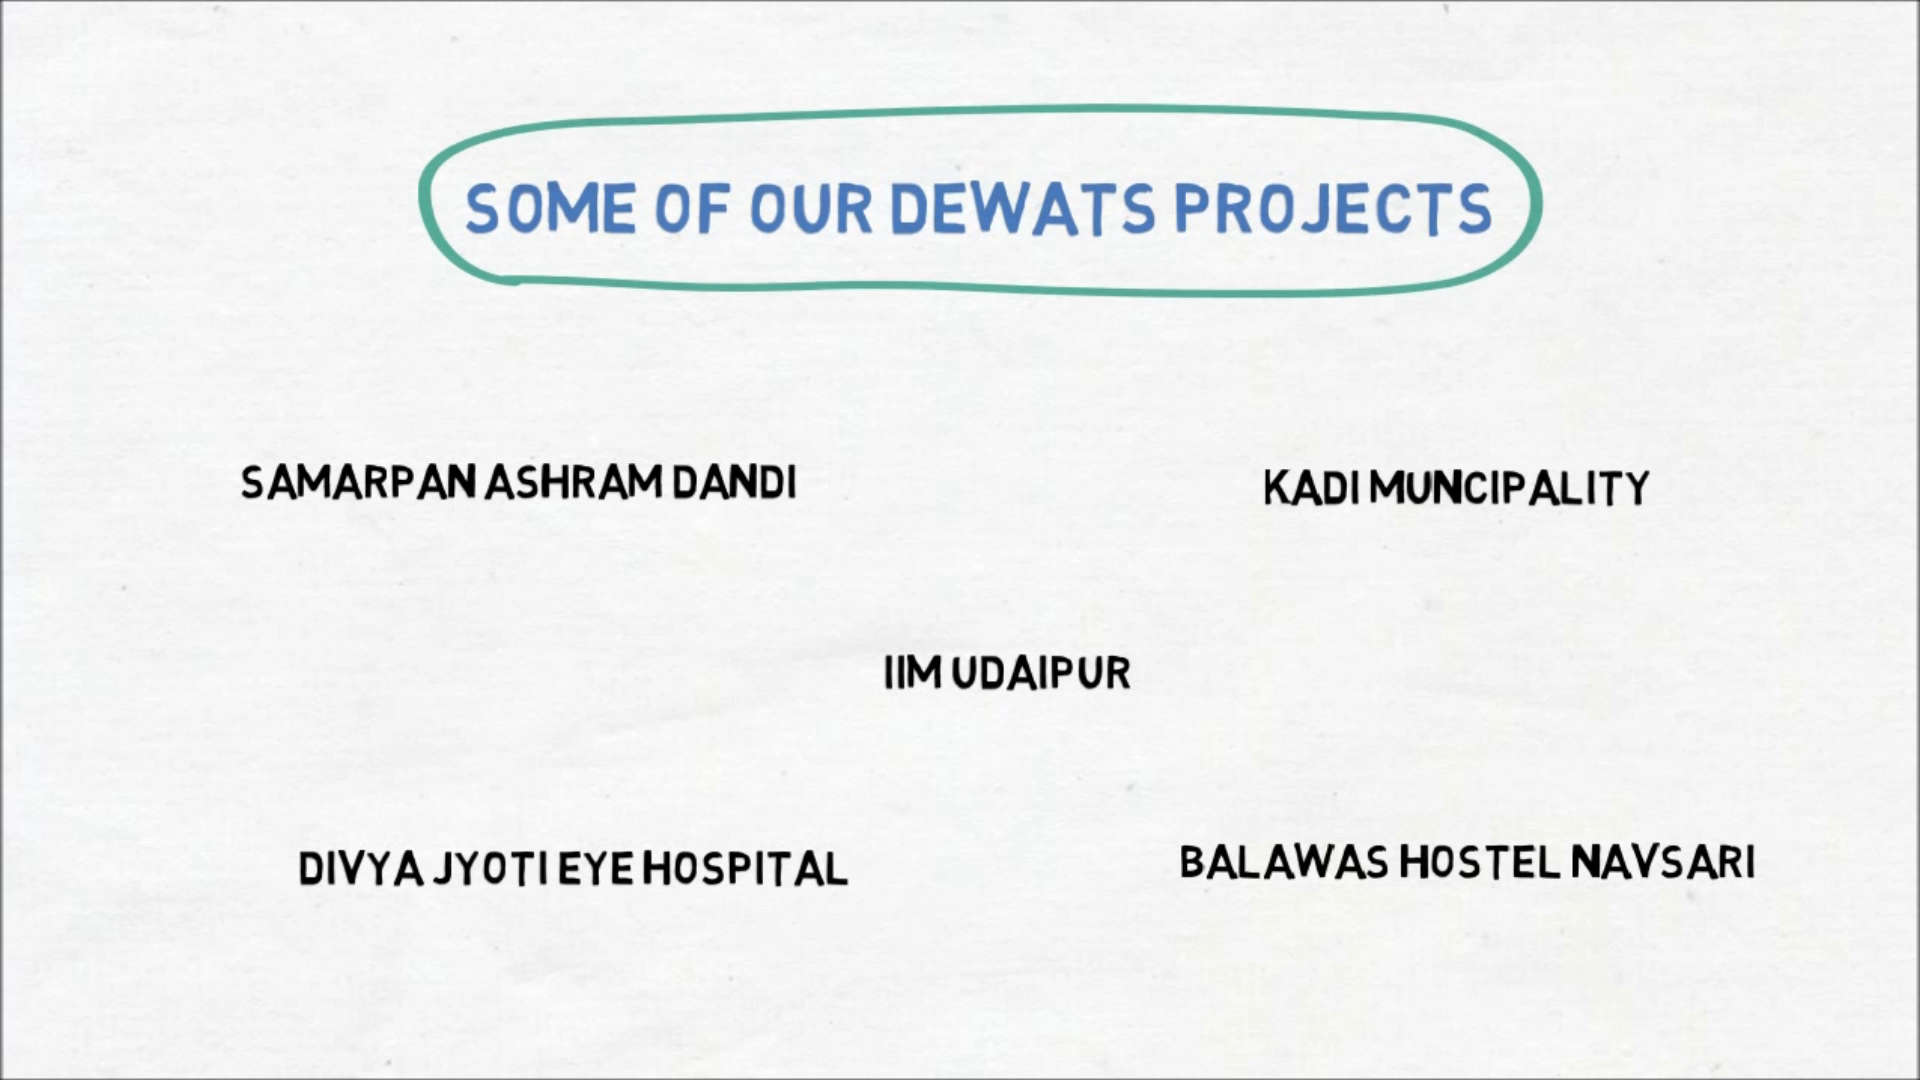 SOME OF OUR DEWATS PROJECTS
SAMARPAN ASHRAM DANDI
KADI MUNCIPALITY
IIM UDAIPUR
DIVYA JYOTI EYE HOSPITAL
BALAWAS HOSTEL NAVSARI